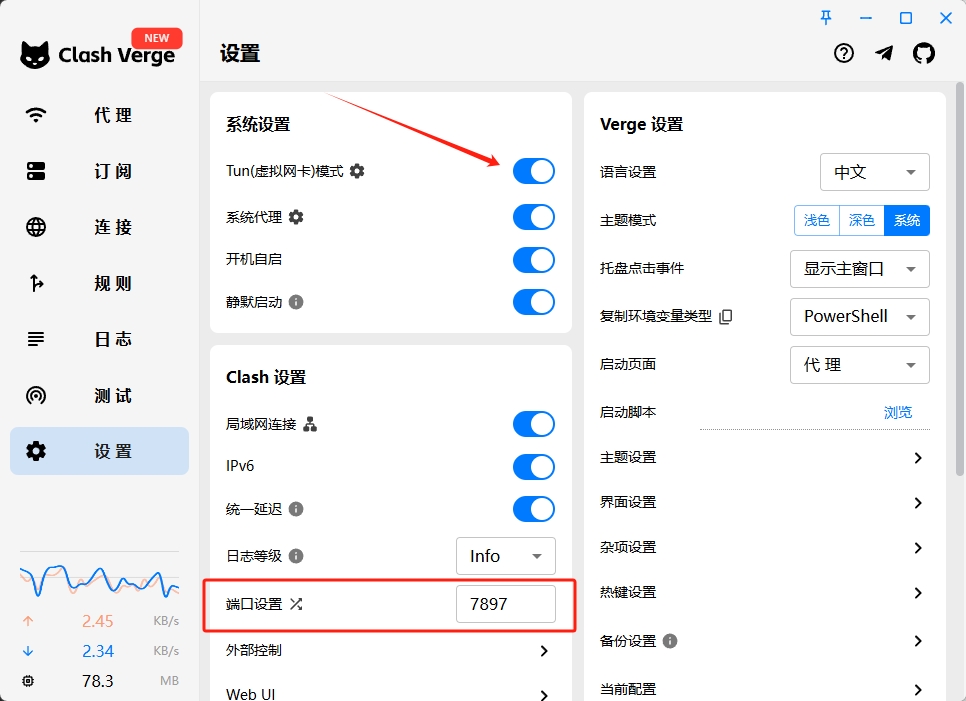 NEW
Clash Verge
代 理
订 阅
连 接
规 则
日 志
测 试
设 置
2.45 KB/s
2.34 KB/s
78.3 MB
设置
系统设置
Tun(虚拟网卡)模式
系统代理
开机自启
静默启动
Clash 设置
局域网连接
IPv6
统一延迟
日志等级 Info
端口设置 7897
外部控制
Web UI
Verge 设置
语言设置 中文
主题模式 浅色 深色 系统
托盘点击事件 显示主窗口
复制环境变量类型 PowerShell
启动页面 代 理
启动脚本 浏览
主题设置
界面设置
杂项设置
热键设置
备份设置
当前配置